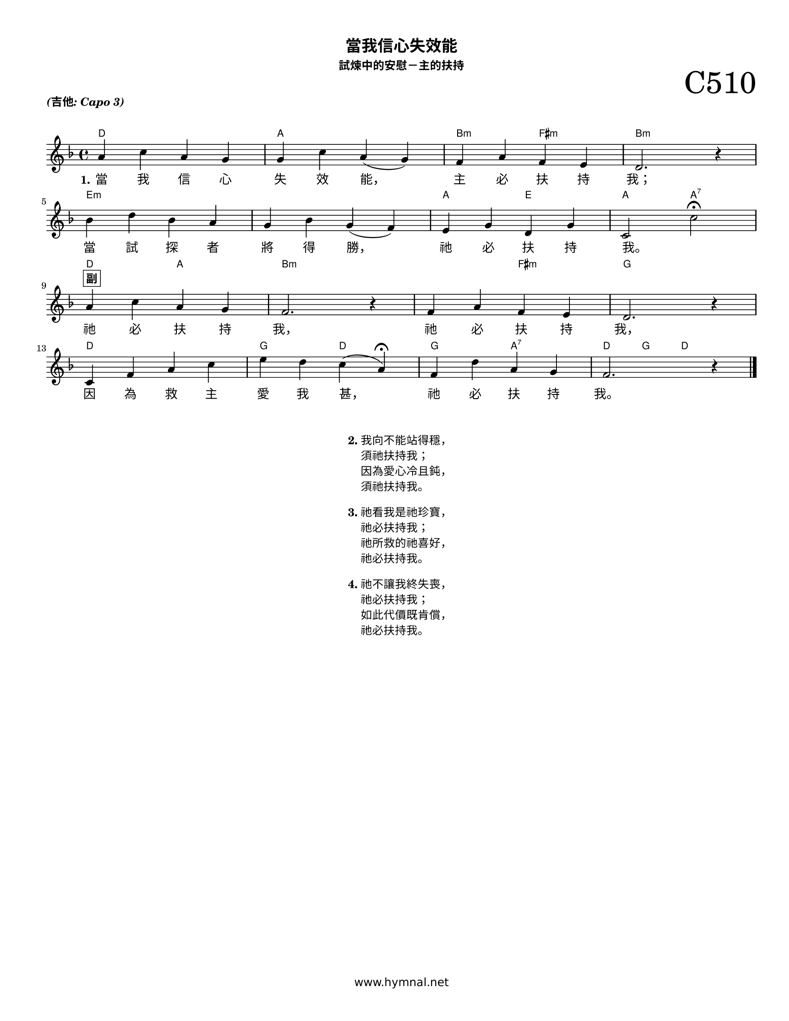 當我信心失效能
試煉中的安慰－主的扶持
C510
(吉他: Capo 3)
D A Bm F#m Bm
1. 當 我 信 心 失 效 能， 主 必 扶 持 我；
Em A E A A7
5
當 試 探 者 將 得 勝， 祂 必 扶 持 我。
D A Bm F#m G
副
9
祂 必 扶 持 我， 祂 必 扶 持 我，
13
D G D G A7 D G D
因 為 救 主 愛 我 甚， 祂 必 扶 持 我。
2. 我向不能站得穩，
須祂扶持我；
因為愛心冷且鈍，
須祂扶持我。
3. 祂看我是祂珍寶，
祂必扶持我；
祂所救的祂喜好，
祂必扶持我。
4. 祂不讓我終失喪，
祂必扶持我；
如此代價既肯償，
祂必扶持我。
www.hymnal.net